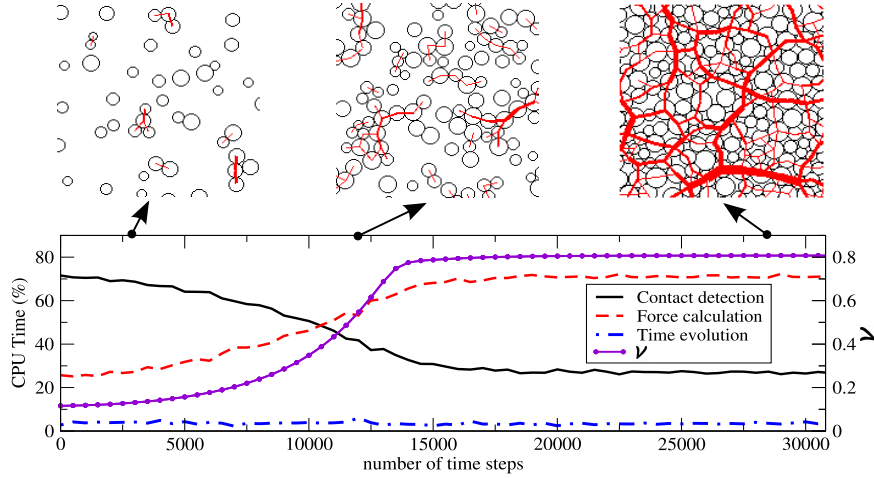 80
60
40
20
0
CPU Time (%)
0.8
0.6
0.4
0.2
0
ν
Contact detection
Force calculation
Time evolution
ν
0 5000 10000 15000 20000 25000 30000
number of time steps